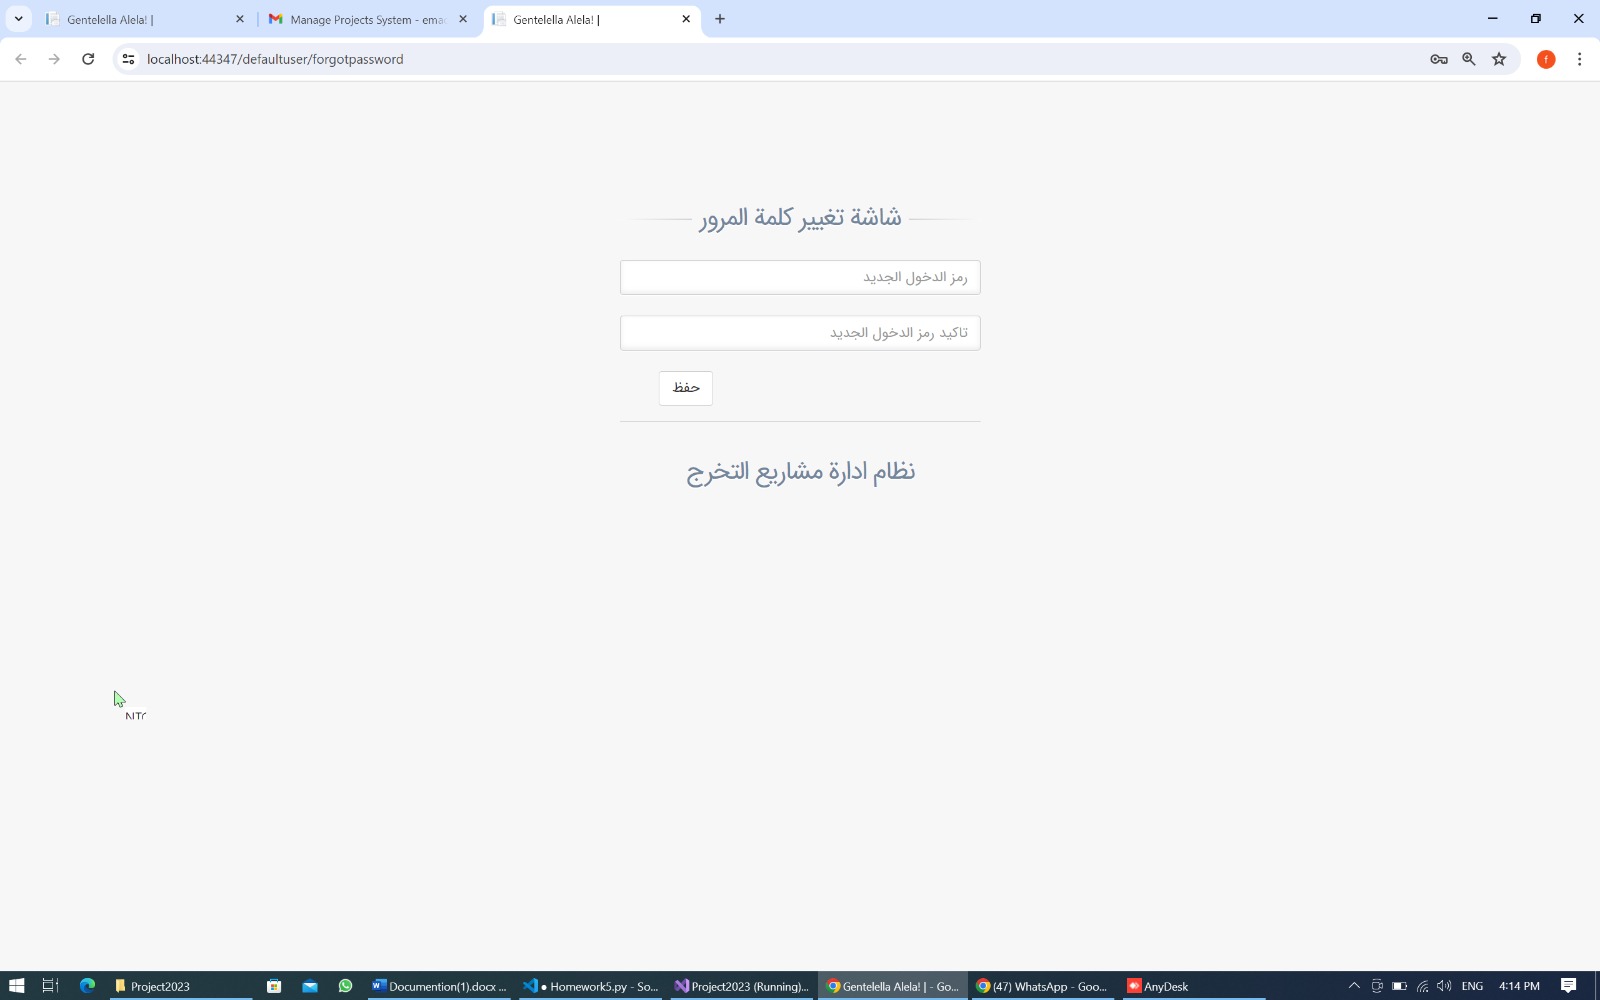 Gentelella Alela! |
Manage Projects System - ema
Gentelella Alela! |
localhost:44347/defaultuser/forgotpassword
f
شاشة تغيير كلمة المرور
رمز الدخول الجديد
تاكيد رمز الدخول الجديد
حفظ
نظام ادارة مشاريع التخرج
Project2023
Documention(1).docx ...
● Homework5.py - So...
Project2023 (Running)...
Gentelella Alela! | - Go...
(47) WhatsApp - Goo...
AnyDesk
ENG
4:14 PM